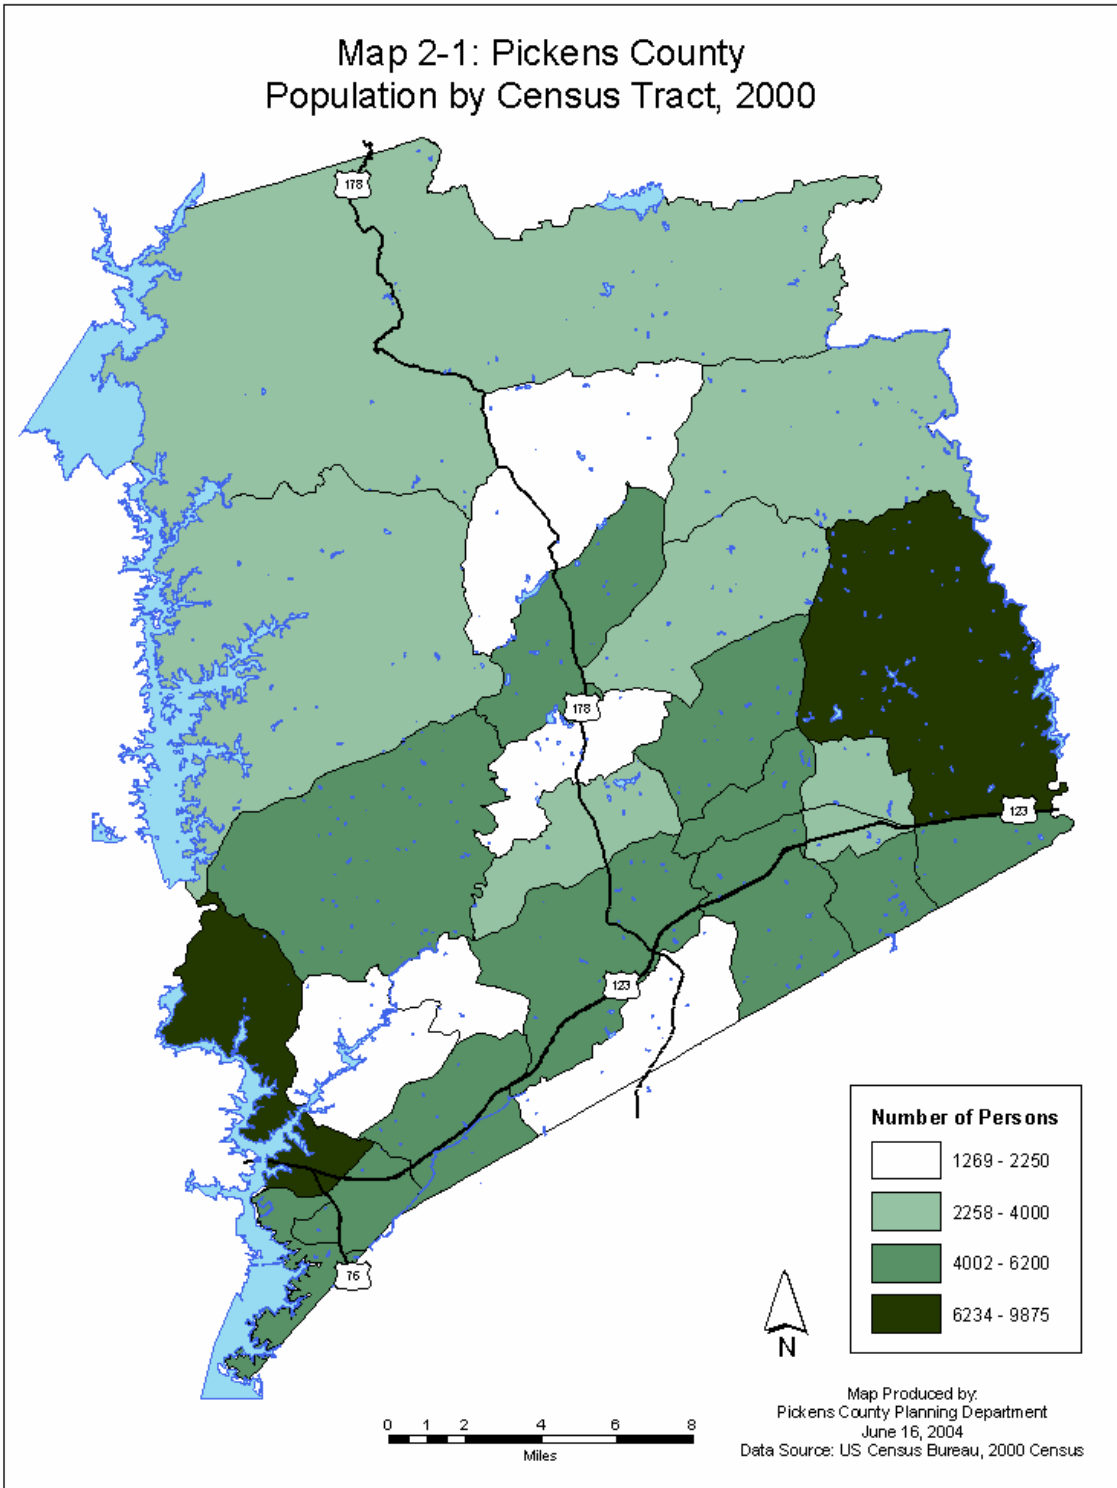 Map 2-1: Pickens County
Population by Census Tract, 2000
178
178
123
123
76
Number of Persons
1269 - 2250
2258 - 4000
4002 - 6200
6234 - 9875
N
0 1 2 4 6 8
Miles
Map Produced by:
Pickens County Planning Department
June 16, 2004
Data Source: US Census Bureau, 2000 Census